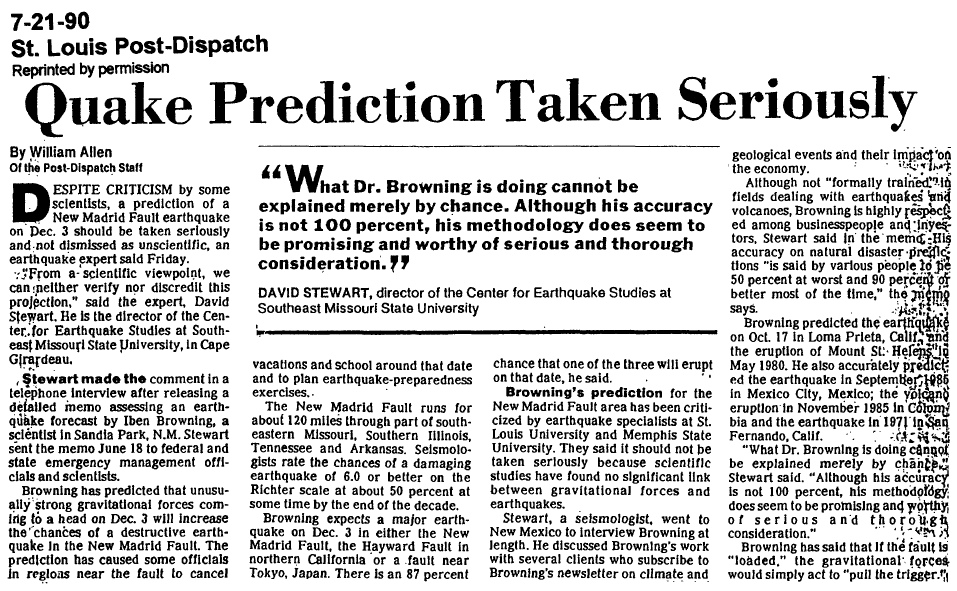 7-21-90
St. Louis Post-Dispatch
Reprinted by permission
Quake Prediction Taken Seriously
By William Allen
Of the Post-Dispatch Staff
DESPITE CRITICISM by some
scientists, a prediction of a
New Madrid Fault earthquake
on Dec. 3 should be taken seriously
and not dismissed as unscientific, an
earthquake expert said Friday.
"From a scientific viewpoint, we
can neither verify nor discredit this
projection," said the expert, David
Stewart. He is the director of the Cen-
ter for Earthquake Studies at South-
east Missouri State University, in Cape
Girardeau.
Stewart made the comment in a
telephone interview after releasing a
detailed memo assessing an earth-
quake forecast by Iben Browning, a
scientist in Sandia Park, N.M. Stewart
sent the memo June 18 to federal and
state emergency management offi-
cials and scientists.
Browning has predicted that unusu-
ally strong gravitational forces com-
ing to a head on Dec. 3 will increase
the chances of a destructive earth-
quake in the New Madrid Fault. The
prediction has caused some officials
in regions near the fault to cancel
"What Dr. Browning is doing cannot be
explained merely by chance. Although his accuracy
is not 100 percent, his methodology does seem to
be promising and worthy of serious and thorough
consideration."
DAVID STEWART, director of the Center for Earthquake Studies at
Southeast Missouri State University
vacations and school around that date
and to plan earthquake-preparedness
exercises.
The New Madrid Fault runs for
about 120 miles through part of south-
eastern Missouri, Southern Illinois,
Tennessee and Arkansas. Seismolo-
gists rate the chances of a damaging
earthquake of 6.0 or better on the
Richter scale at about 50 percent at
some time by the end of the decade.
Browning expects a major earth-
quake on Dec. 3 in either the New
Madrid Fault, the Hayward Fault in
northern California or a fault near
Tokyo, Japan. There is an 87 percent
chance that one of the three will erupt
on that date, he said.
Browning's prediction for the
New Madrid Fault area has been criti-
cized by earthquake specialists at St.
Louis University and Memphis State
University. They said it should not be
taken seriously because scientific
studies have found no significant link
between gravitational forces and
earthquakes.
Stewart, a seismologist, went to
New Mexico to interview Browning at
length. He discussed Browning's work
with several clients who subscribe to
Browning's newsletter on climate and
geological events and their impact on
the economy.
Although not "formally trained" in
fields dealing with earthquakes and
volcanoes, Browning is highly respect-
ed among businesspeople and inves-
tors, Stewart said in the memo. His
accuracy on natural disaster predic-
tions "is said by various people to be
50 percent at worst and 90 percent or
better most of the time," the memo
says.
Browning predicted the earthquake
on Oct. 17 in Loma Prieta, Calif., and
the eruption of Mount St. Helens in
May 1980. He also accurately predict-
ed the earthquake in September 1985
in Mexico City, Mexico; the volcano
eruption in November 1985 in Colom-
bia and the earthquake in 1971 in San
Fernando, Calif.
"What Dr. Browning is doing cannot
be explained merely by chance,"
Stewart said. "Although his accuracy
is not 100 percent, his methodology
does seem to be promising and worthy
of serious and thorough
consideration."
Browning has said that if the fault is
"loaded," the gravitational forces
would simply act to "pull the trigger."